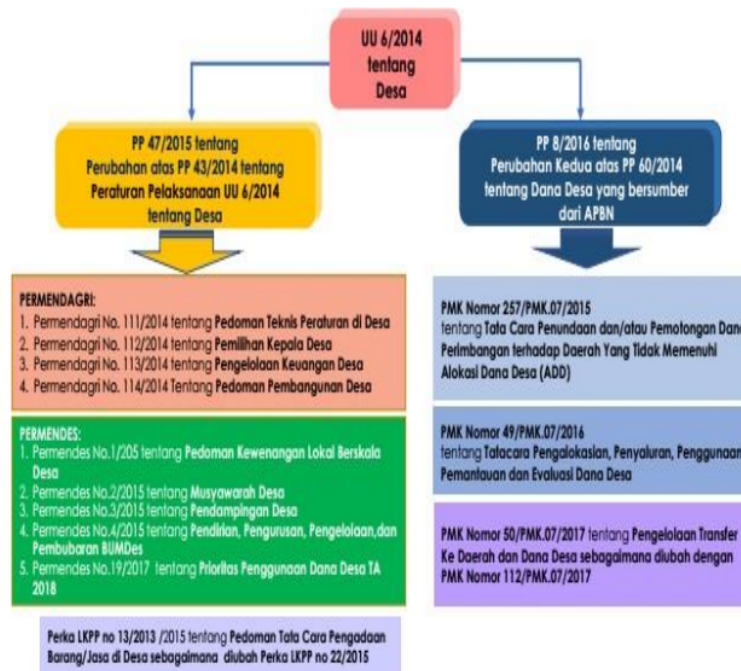 UU 6/2014
tentang
Desa
PP 47/2015 tentang
Perubahan atas PP 43/2014 tentang
Peraturan Pelaksanaan UU 6/2014
tentang Desa
PP 8/2016 tentang
Perubahan Kedua atas PP 60/2014
tentang Dana Desa yang bersumber
dari APBN
PERMENDAGRI:
1. Permendagri No. 111/2014 tentang Pedoman Teknis Peraturan di Desa
2. Permendagri No. 112/2014 tentang Pemilihan Kepala Desa
3. Permendagri No. 113/2014 tentang Pengelolaan Keuangan Desa
4. Permendagri No. 114/2014 Tentang Pedoman Pembangunan Desa
PERMENDES:
1. Permendes No.1/205 tentang Pedoman Kewenangan Lokal Berskala
Desa
2. Permendes No.2/2015 tentang Musyawarah Desa
3. Permendes No.3/2015 tentang Pendampingan Desa
4. Permendes No.4/2015 tentang Pendirian, Pengurusan, Pengelolaan,dan
Pembubaran BUMDes
5. Permendes No.19/2017 tentang Prioritas Penggunaan Dana Desa TA
2018
Perka LKPP no 13/2013 /2015 tentang Pedoman Tata Cara Pengadaan
Barang/Jasa di Desa sebagaimana diubah Perka LKPP no 22/2015
PMK Nomor 257/PMK.07/2015
tentang Tata Cara Penundaan dan/atau Pemotongan Dana
Perimbangan terhadap Daerah Yang Tidak Memenuhi
Alokasi Dana Desa (ADD)
PMK Nomor 49/PMK.07/2016
tentang Tatacara Pengalokasian, Penyaluran, Penggunaan
Pemantauan dan Evaluasi Dana Desa
PMK Nomor 50/PMK.07/2017 tentang Pengelolaan Transfer
Ke Daerah dan Dana Desa sebagaimana diubah dengan
PMK Nomor 112/PMK.07/2017